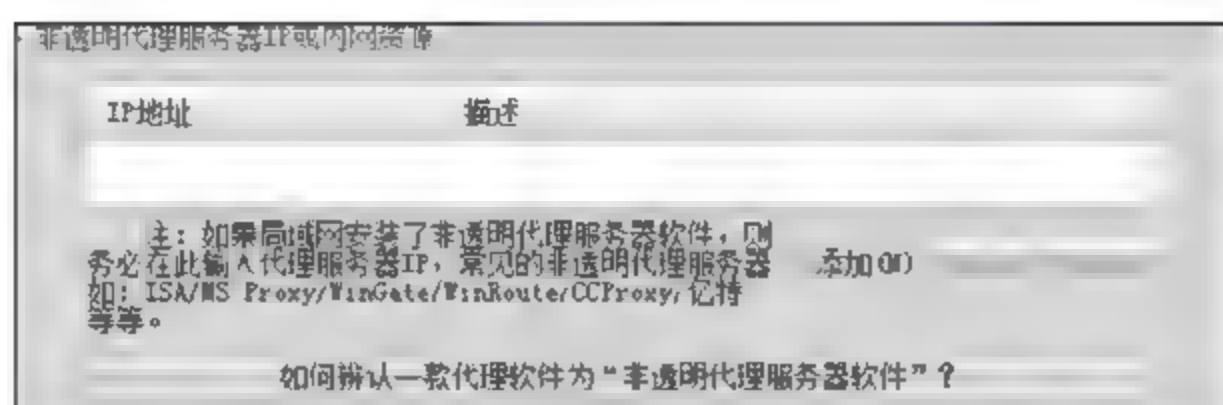 非透明代理服务器IP或内网资源
IP地址 描述
主：如果局域网安装了非透明代理服务器软件，则
务必在此输入代理服务器IP，常见的非透明代理服务器 添加(W)
如：ISA/MS Proxy/WinGate/WinRoute/CCProxy/亿特
等等。
如何辨认一款代理软件为“非透明代理服务器软件”？